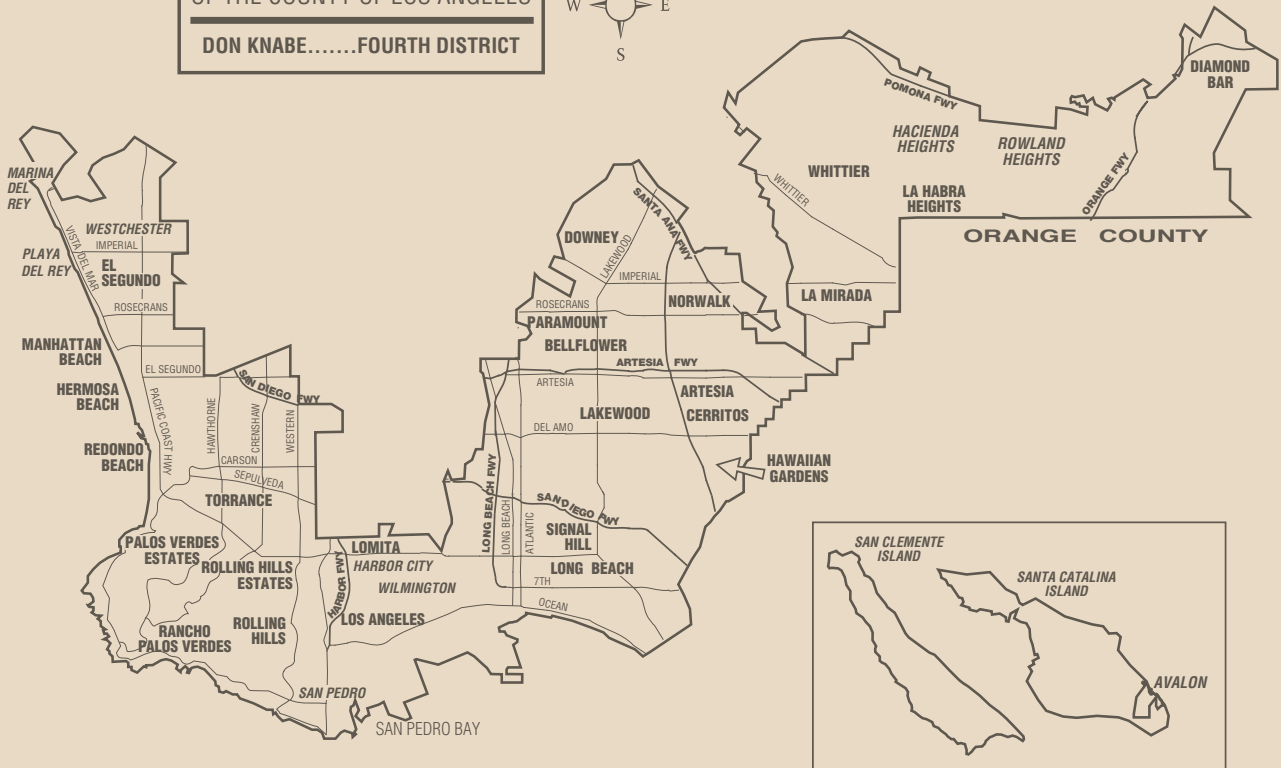 OF THE COUNTY OF LOS ANGELES
DON KNABE.......FOURTH DISTRICT
W E
S
DIAMOND
BAR
POMONA FWY
HACIENDA
HEIGHTS
ROWLAND
HEIGHTS
WHITTIER
WHITTIER
LA HABRA
HEIGHTS
ORANGE FWY
ORANGE COUNTY
MARINA
DEL
REY
WESTCHESTER
IMPERIAL
PLAYA
DEL REY
VISTA DEL MAR
EL
SEGUNDO
ROSECRANS
MANHATTAN
BEACH
EL SEGUNDO
HERMOSA
BEACH
SAN DIEGO FWY
PACIFIC COAST HWY
HAWTHORNE
CRENSHAW
WESTERN
REDONDO
BEACH
CARSON
SEPULVEDA
TORRANCE
DOWNEY
LAKEWOOD
SANTA ANA FWY
IMPERIAL
ROSECRANS
NORWALK
LA MIRADA
PARAMOUNT
BELLFLOWER
ARTESIA FWY
ARTESIA
ARTESIA
LAKEWOOD
CERRITOS
DEL AMO
HAWAIIAN
GARDENS
LONG BEACH FWY
LONG BEACH
ATLANTIC
SAN DIEGO FWY
SIGNAL
HILL
LONG BEACH
7TH
OCEAN
PALOS VERDES
ESTATES
ROLLING HILLS
ESTATES
LOMITA
HARBOR CITY
HARBOR FWY
WILMINGTON
LOS ANGELES
ROLLING
HILLS
RANCHO
PALOS VERDES
SAN PEDRO
SAN PEDRO BAY
SAN CLEMENTE
ISLAND
SANTA CATALINA
ISLAND
AVALON